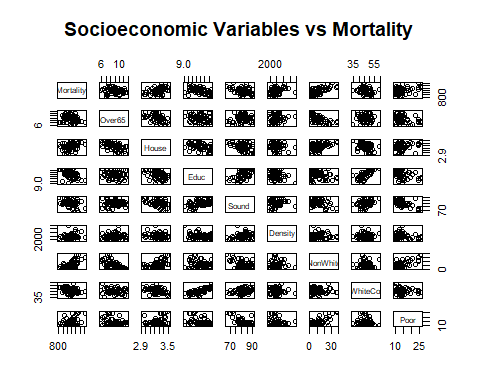 Socioeconomic Variables vs Mortality
6 10 9.0 2000 35 55
Mortality 800
6 Over65
House 2.9
9.0 Educ
Sound 70
2000 Density
NonWhite 0
35 WhiteCol
Poor 10
800 2.9 3.5 70 90 0 30 10 25